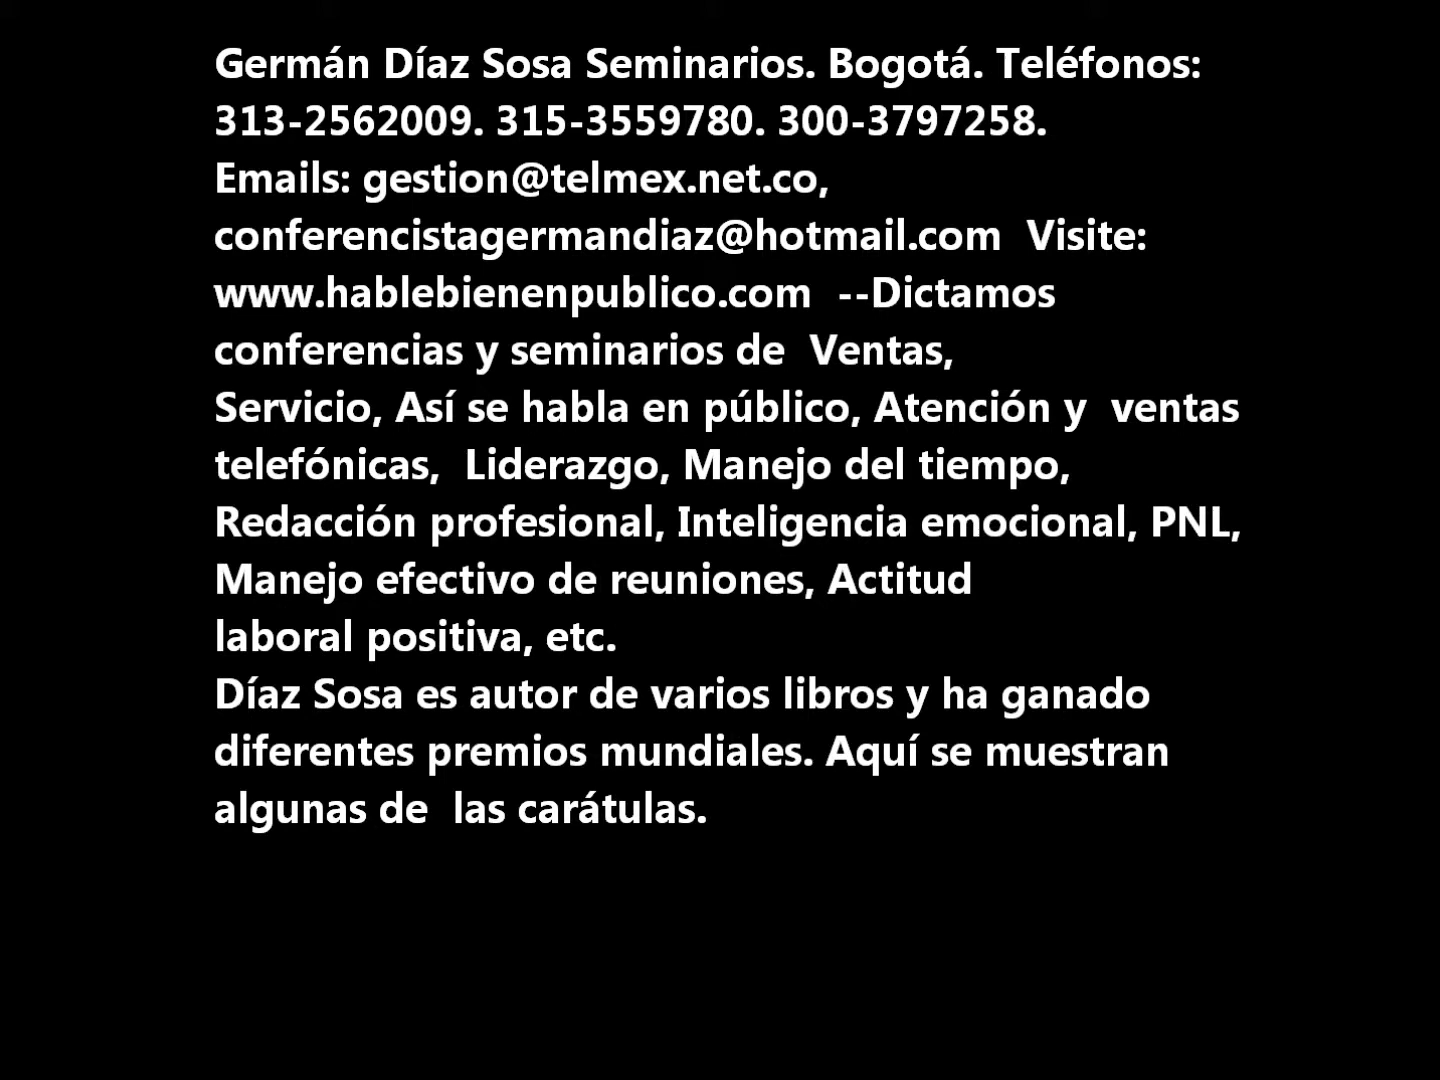 Germán Díaz Sosa Seminarios. Bogotá. Teléfonos:
313-2562009. 315-3559780. 300-3797258.
Emails: gestion@telmex.net.co,
conferencistagermandiaz@hotmail.com  Visite:
www.hablebienenpublico.com  --Dictamos
conferencias y seminarios de  Ventas,
Servicio, Así se habla en público, Atención y  ventas
telefónicas,  Liderazgo, Manejo del tiempo,
Redacción profesional, Inteligencia emocional, PNL,
Manejo efectivo de reuniones, Actitud
laboral positiva, etc.
Díaz Sosa es autor de varios libros y ha ganado
diferentes premios mundiales. Aquí se muestran
algunas de  las carátulas.